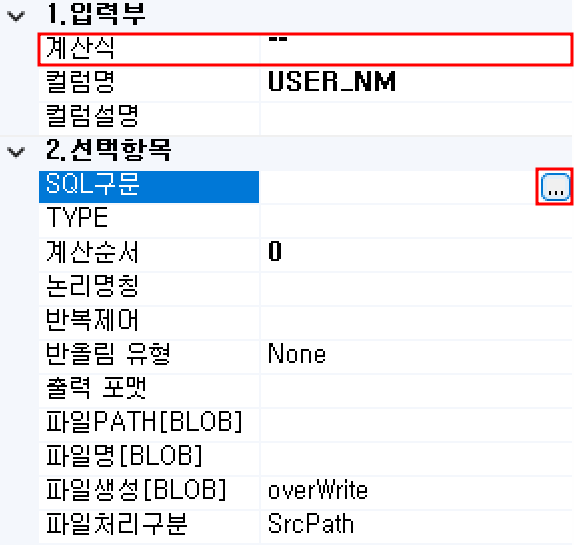 1.입력부
계산식 ""
컬럼명 USER_NM
컬럼설명
2.선택항목
SQL구문 ...
TYPE
계산순서 0
논리명칭
반복제어
반올림 유형 None
출력 포맷
파일PATH[BLOB]
파일명[BLOB]
파일생성[BLOB] overWrite
파일처리구분 SrcPath